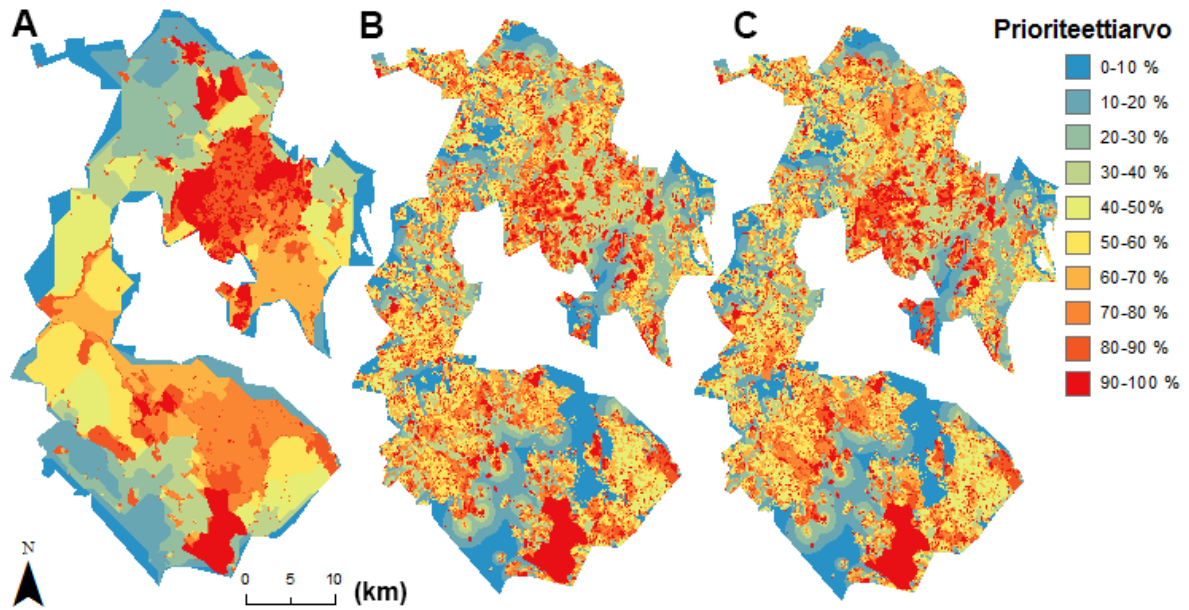 A
B
C
Prioriteettiarvo
0-10 %
10-20 %
20-30 %
30-40 %
40-50%
50-60 %
60-70 %
70-80 %
80-90 %
90-100 %
N
0 5 10 (km)